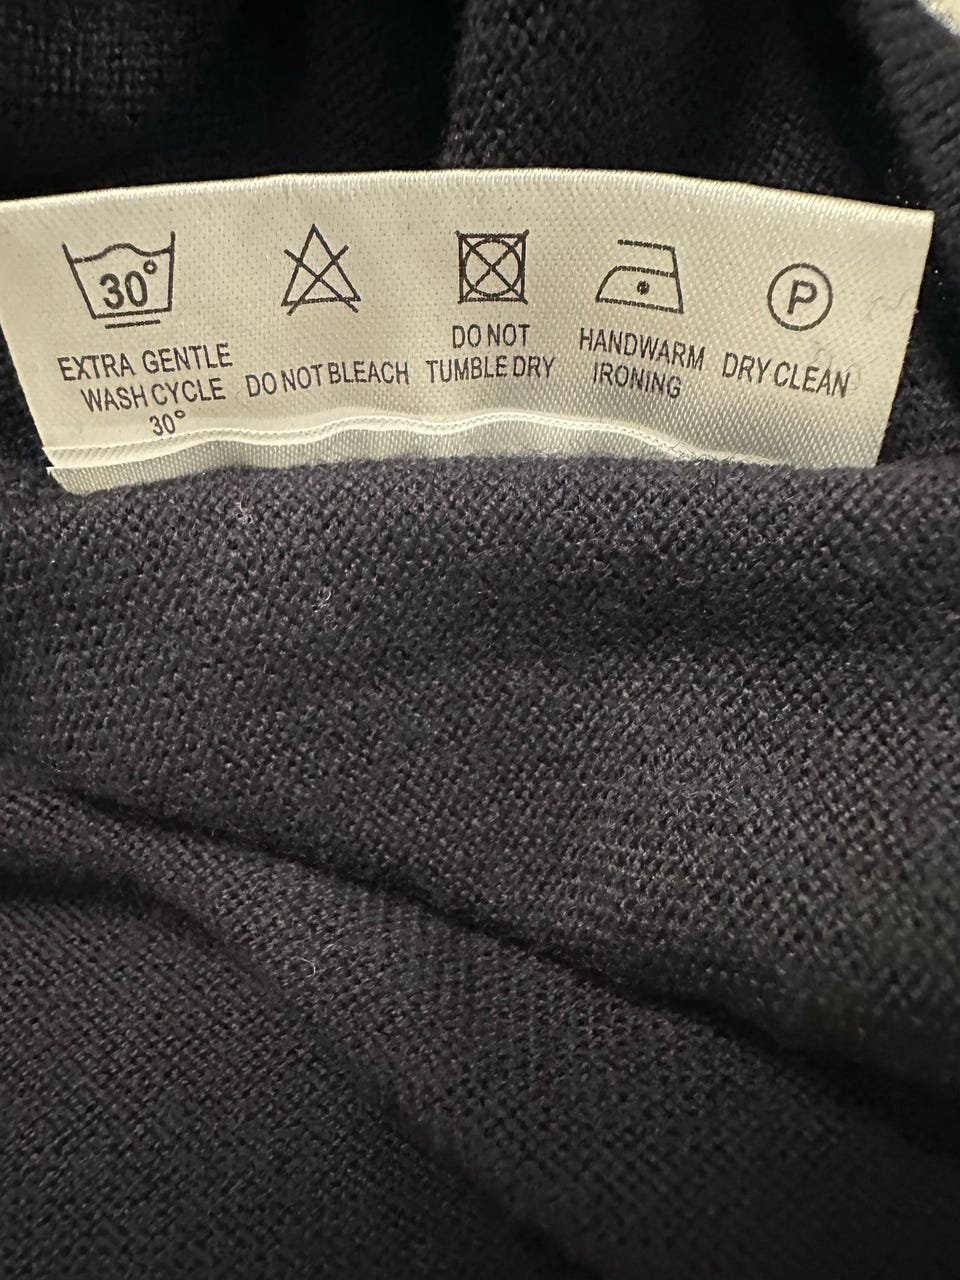 30°
P
EXTRA GENTLE
WASH CYCLE
30°
DO NOT BLEACH
DO NOT
TUMBLE DRY
HANDWARM
IRONING
DRY CLEAN